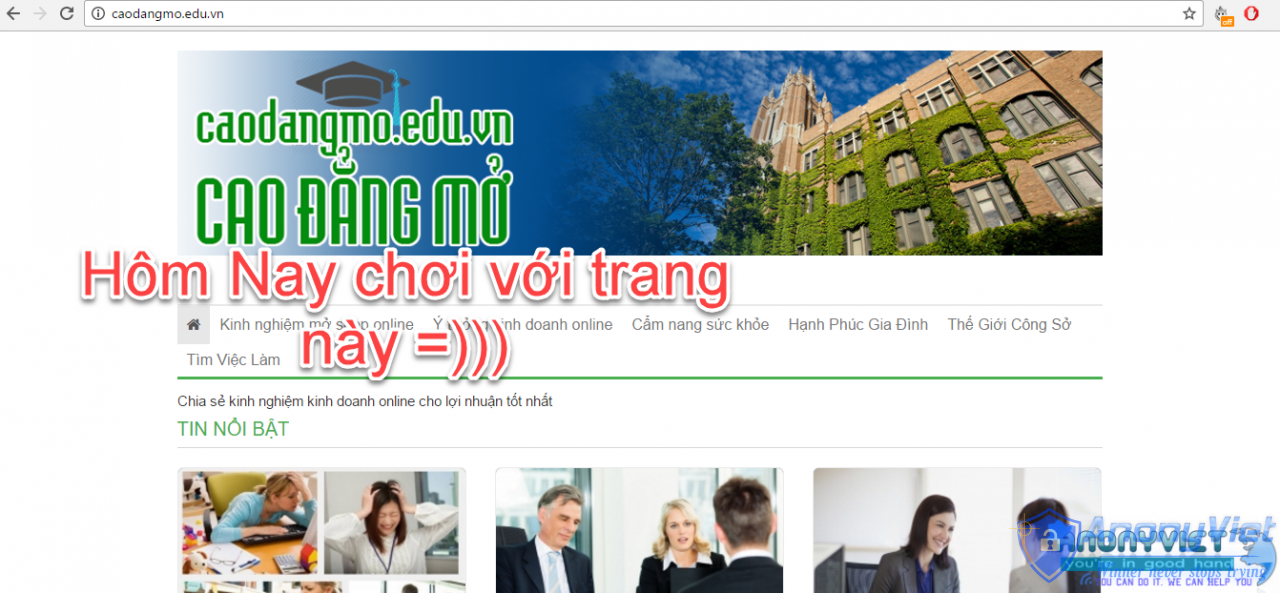 caodangmo.edu.vn
off
caodangmo.edu.vn
CAO ĐẲNG MỞ
Hôm Nay chơi với trang
này =)))
Kinh nghiệm mở shop online Ý tưởng kinh doanh online Cẩm nang sức khỏe Hạnh Phúc Gia Đình Thế Giới Công Sở
Tìm Việc Làm
Chia sẻ kinh nghiệm kinh doanh online cho lợi nhuận tốt nhất
TIN NỔI BẬT
AnonyViet
ANONYVIET
you're in good hand
winner never stops trying
YOU CAN DO IT. WE CAN HELP YOU